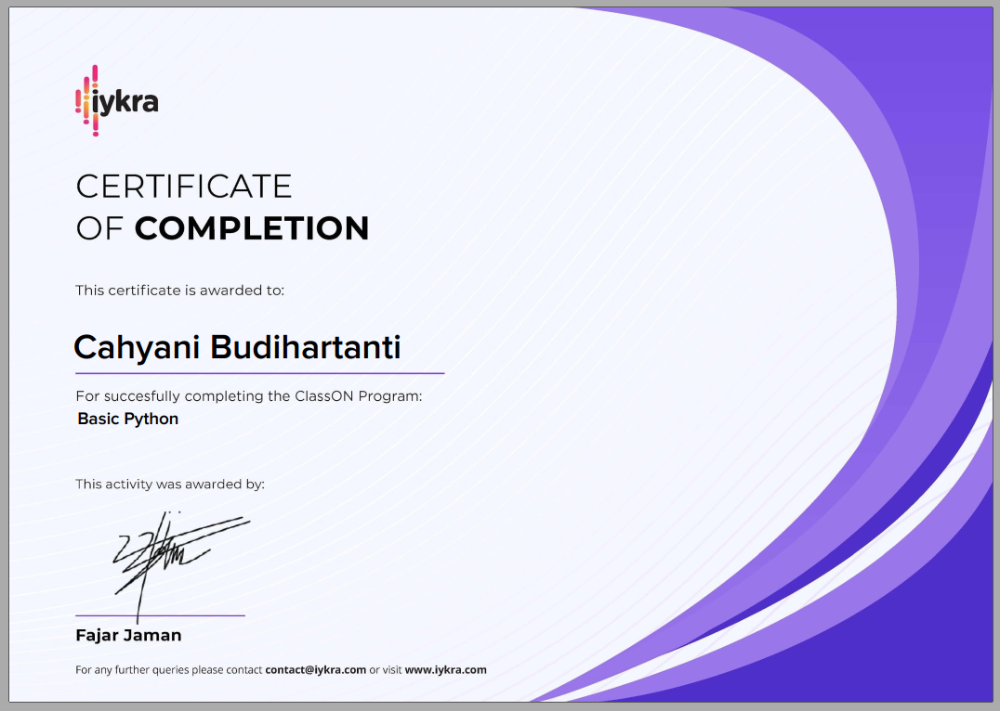 iykra
CERTIFICATE
OF COMPLETION
This certificate is awarded to:
Cahyani Budihartanti
For succesfully completing the ClassON Program:
Basic Python
This activity was awarded by:
Fajar Jaman
For any further queries please contact contact@iykra.com or visit www.iykra.com